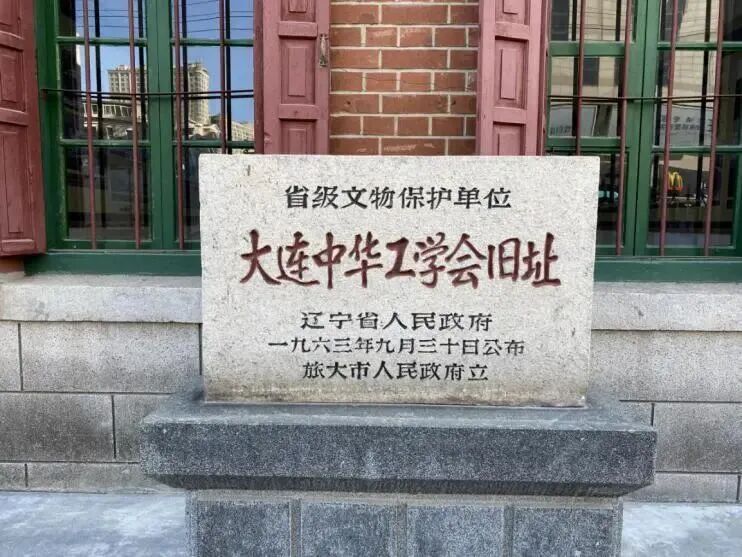 省级文物保护单位
大连中华工学会旧址
辽宁省人民政府
一九六三年九月三十日公布
旅大市人民政府立